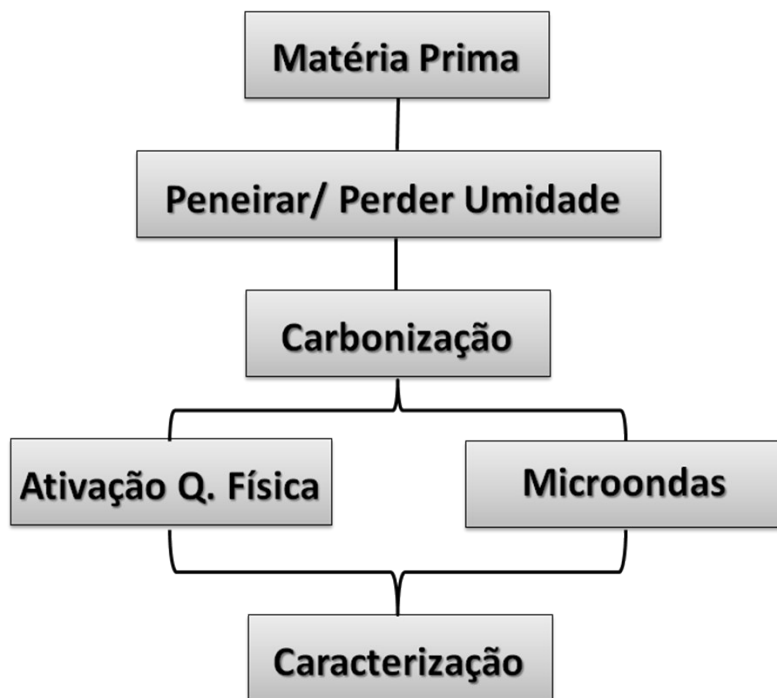 Matéria Prima
Peneirar/ Perder Umidade
Carbonização
Ativação Q. Física
Microondas
Caracterização